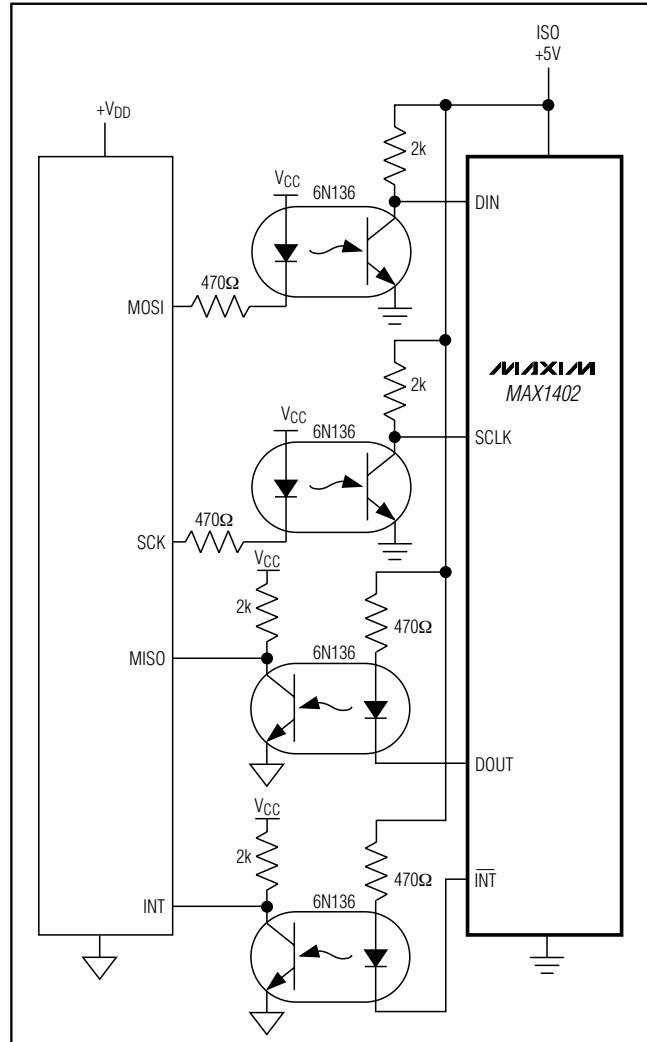 ISO
+5V
+VDD
2k
VCC
6N136
DIN
470Ω
MOSI
MAXIM
MAX1402
2k
VCC
6N136
SCLK
470Ω
SCK
VCC
2k
470Ω
6N136
MISO
DOUT
VCC
2k
470Ω
INT
6N136
INT